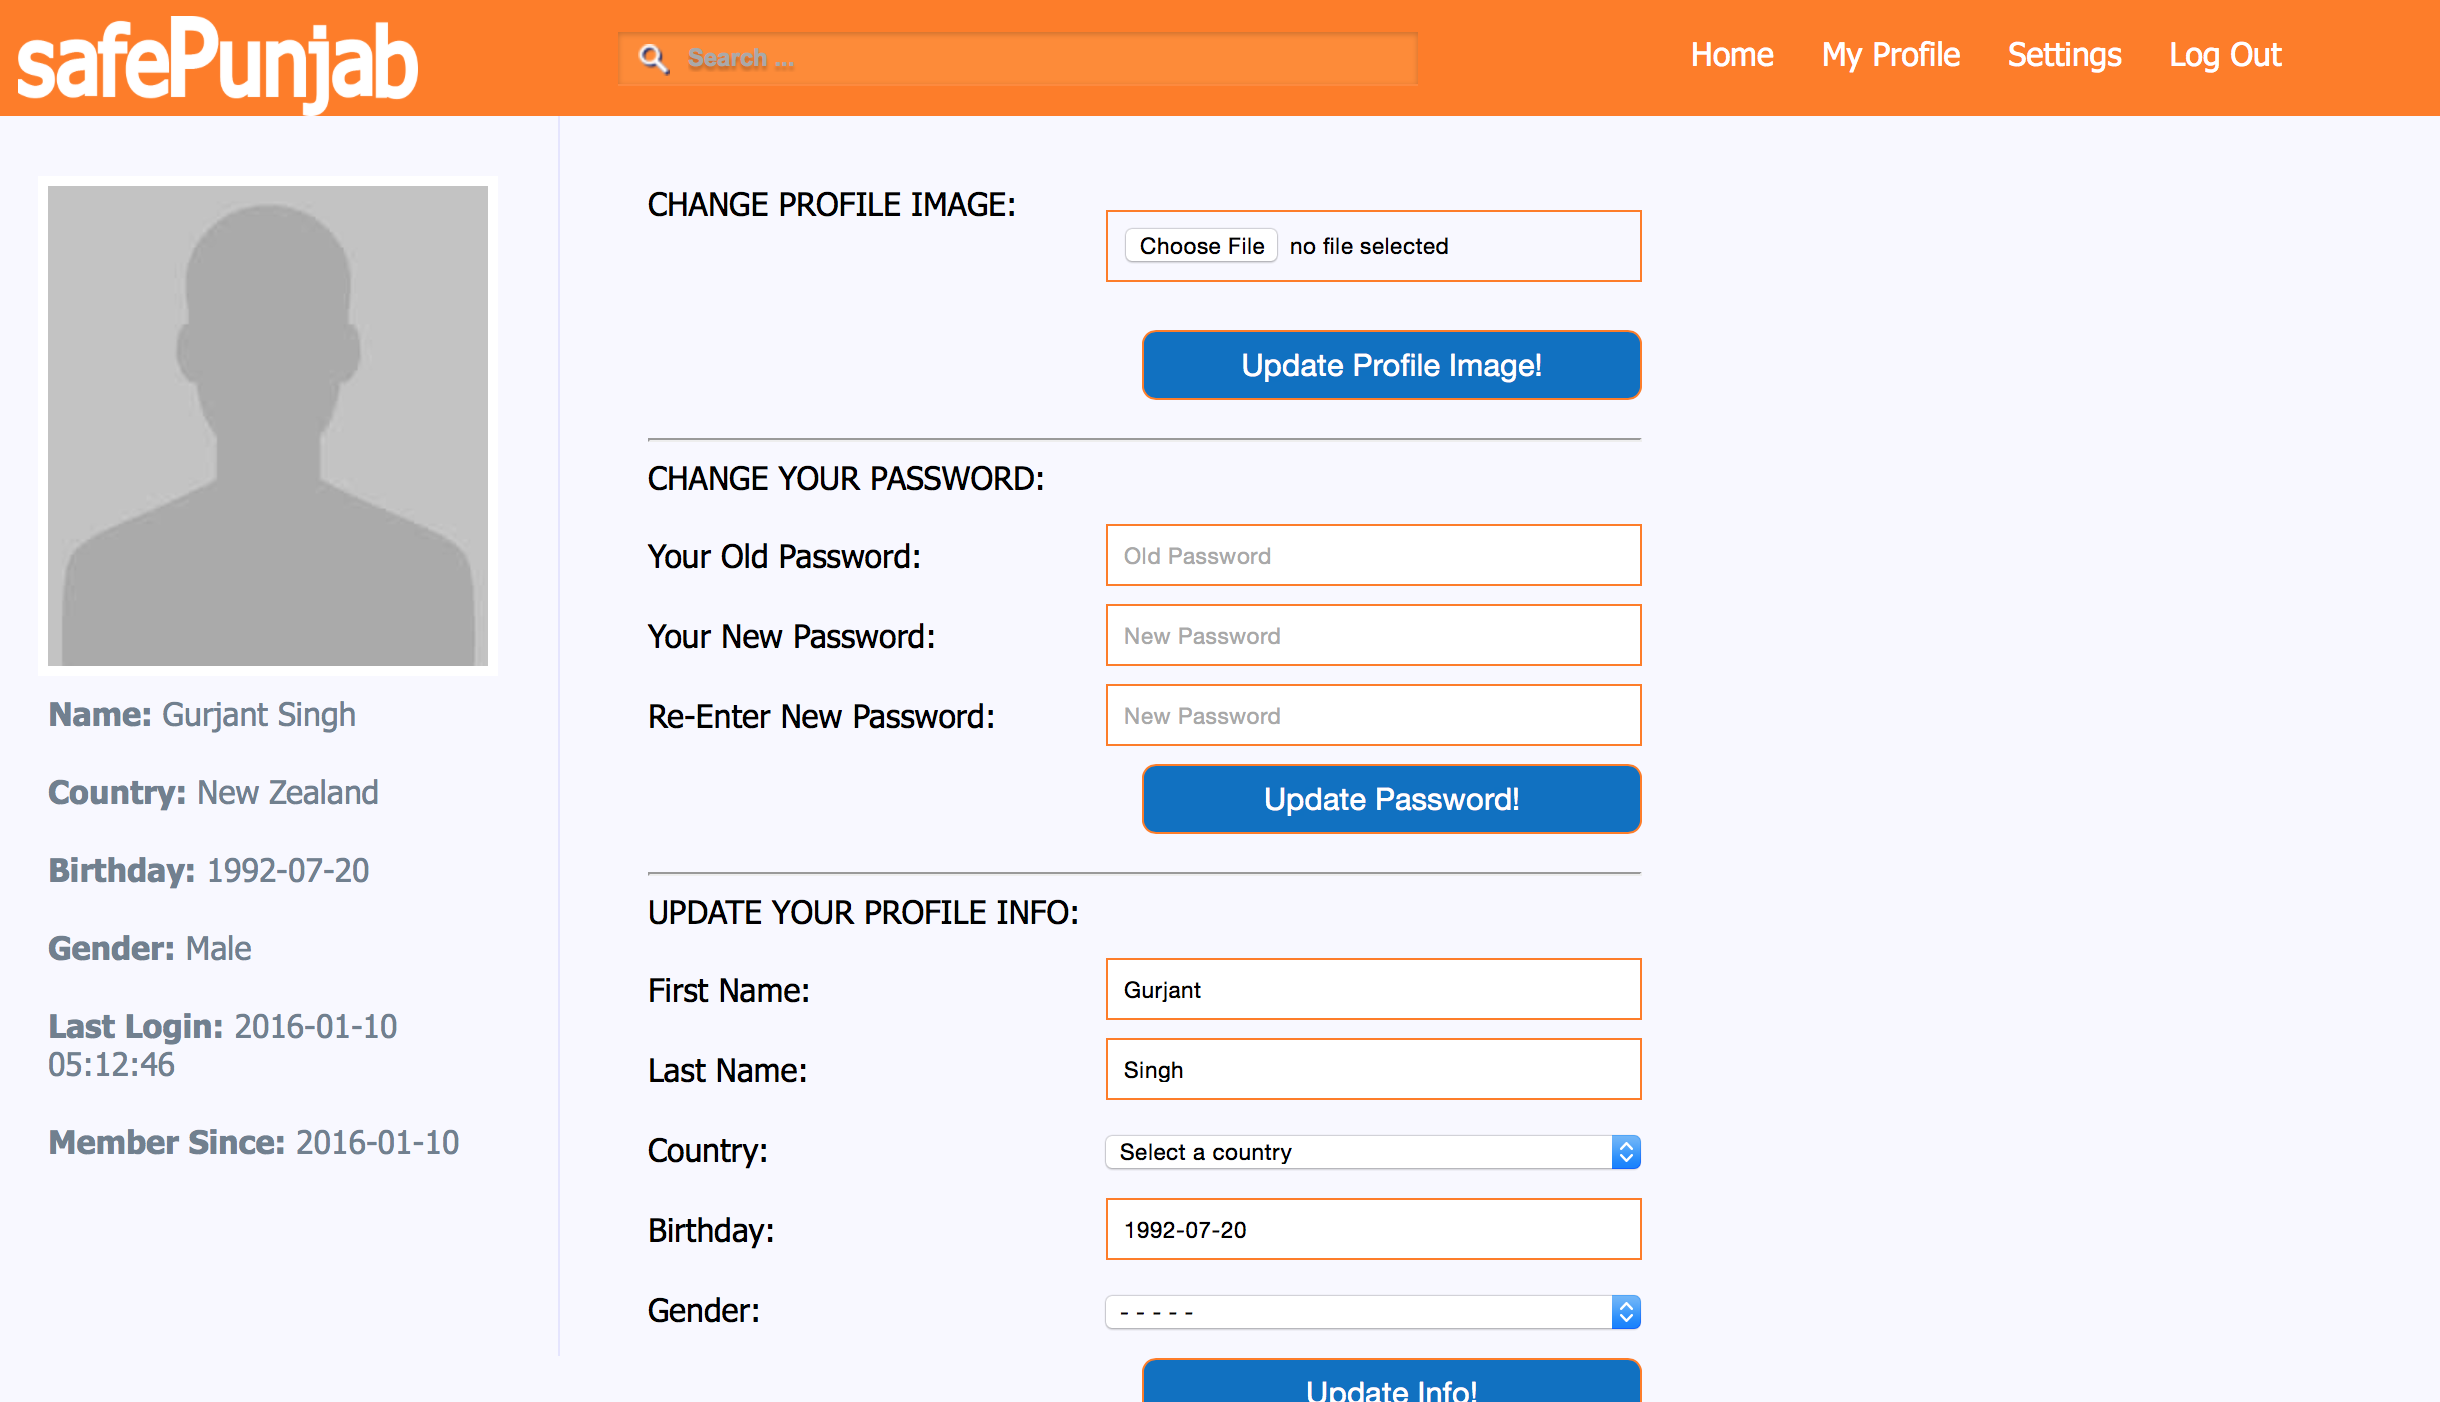 safePunjab
Search ...
Home
My Profile
Settings
Log Out
Name: Gurjant Singh
Country: New Zealand
Birthday: 1992-07-20
Gender: Male
Last Login: 2016-01-10
05:12:46
Member Since: 2016-01-10
CHANGE PROFILE IMAGE:
Choose File no file selected
Update Profile Image!
CHANGE YOUR PASSWORD:
Your Old Password: Old Password
Your New Password: New Password
Re-Enter New Password: New Password
Update Password!
UPDATE YOUR PROFILE INFO:
First Name: Gurjant
Last Name: Singh
Country: Select a country
Birthday: 1992-07-20
Gender: - - - - -
Update Info!